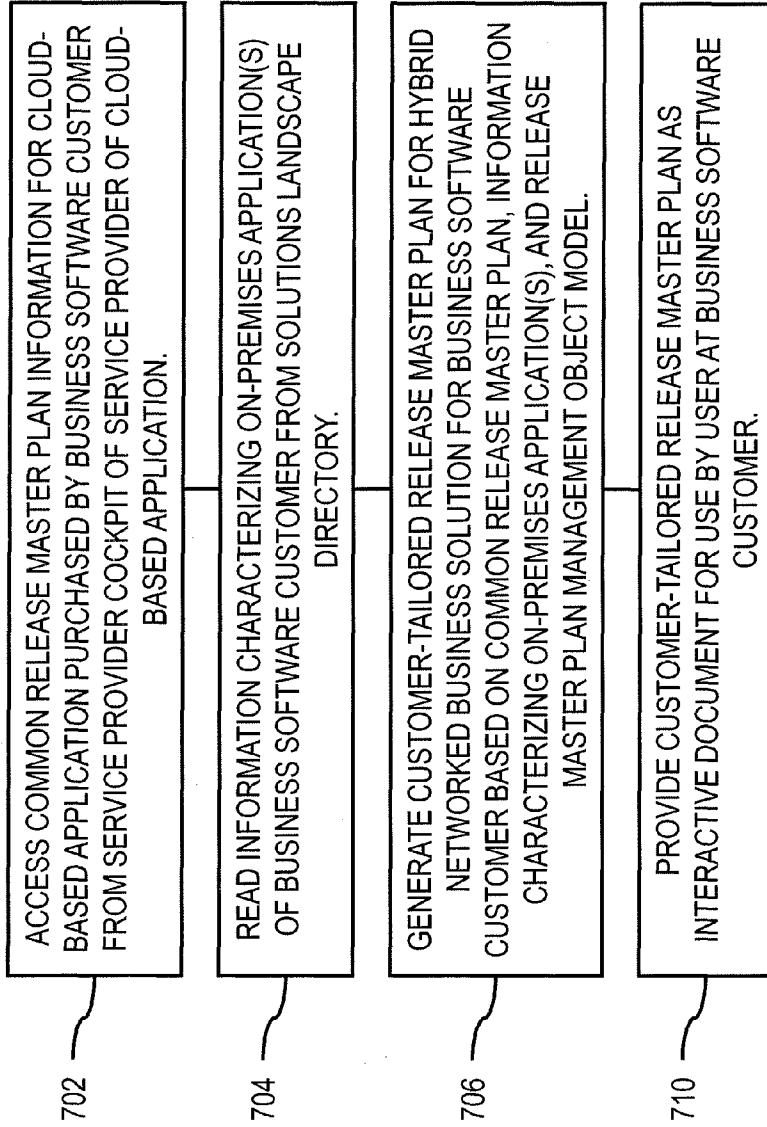 702
ACCESS COMMON RELEASE MASTER PLAN INFORMATION FOR CLOUD-
BASED APPLICATION PURCHASED BY BUSINESS SOFTWARE CUSTOMER
FROM SERVICE PROVIDER COCKPIT OF SERVICE PROVIDER OF CLOUD-
BASED APPLICATION.
704
READ INFORMATION CHARACTERIZING ON-PREMISES APPLICATION(S)
OF BUSINESS SOFTWARE CUSTOMER FROM SOLUTIONS LANDSCAPE
DIRECTORY.
706
GENERATE CUSTOMER-TAILORED RELEASE MASTER PLAN FOR HYBRID
NETWORKED BUSINESS SOLUTION FOR BUSINESS SOFTWARE
CUSTOMER BASED ON COMMON RELEASE MASTER PLAN, INFORMATION
CHARACTERIZING ON-PREMISES APPLICATION(S), AND RELEASE
MASTER PLAN MANAGEMENT OBJECT MODEL.
710
PROVIDE CUSTOMER-TAILORED RELEASE MASTER PLAN AS
INTERACTIVE DOCUMENT FOR USE BY USER AT BUSINESS SOFTWARE
CUSTOMER.